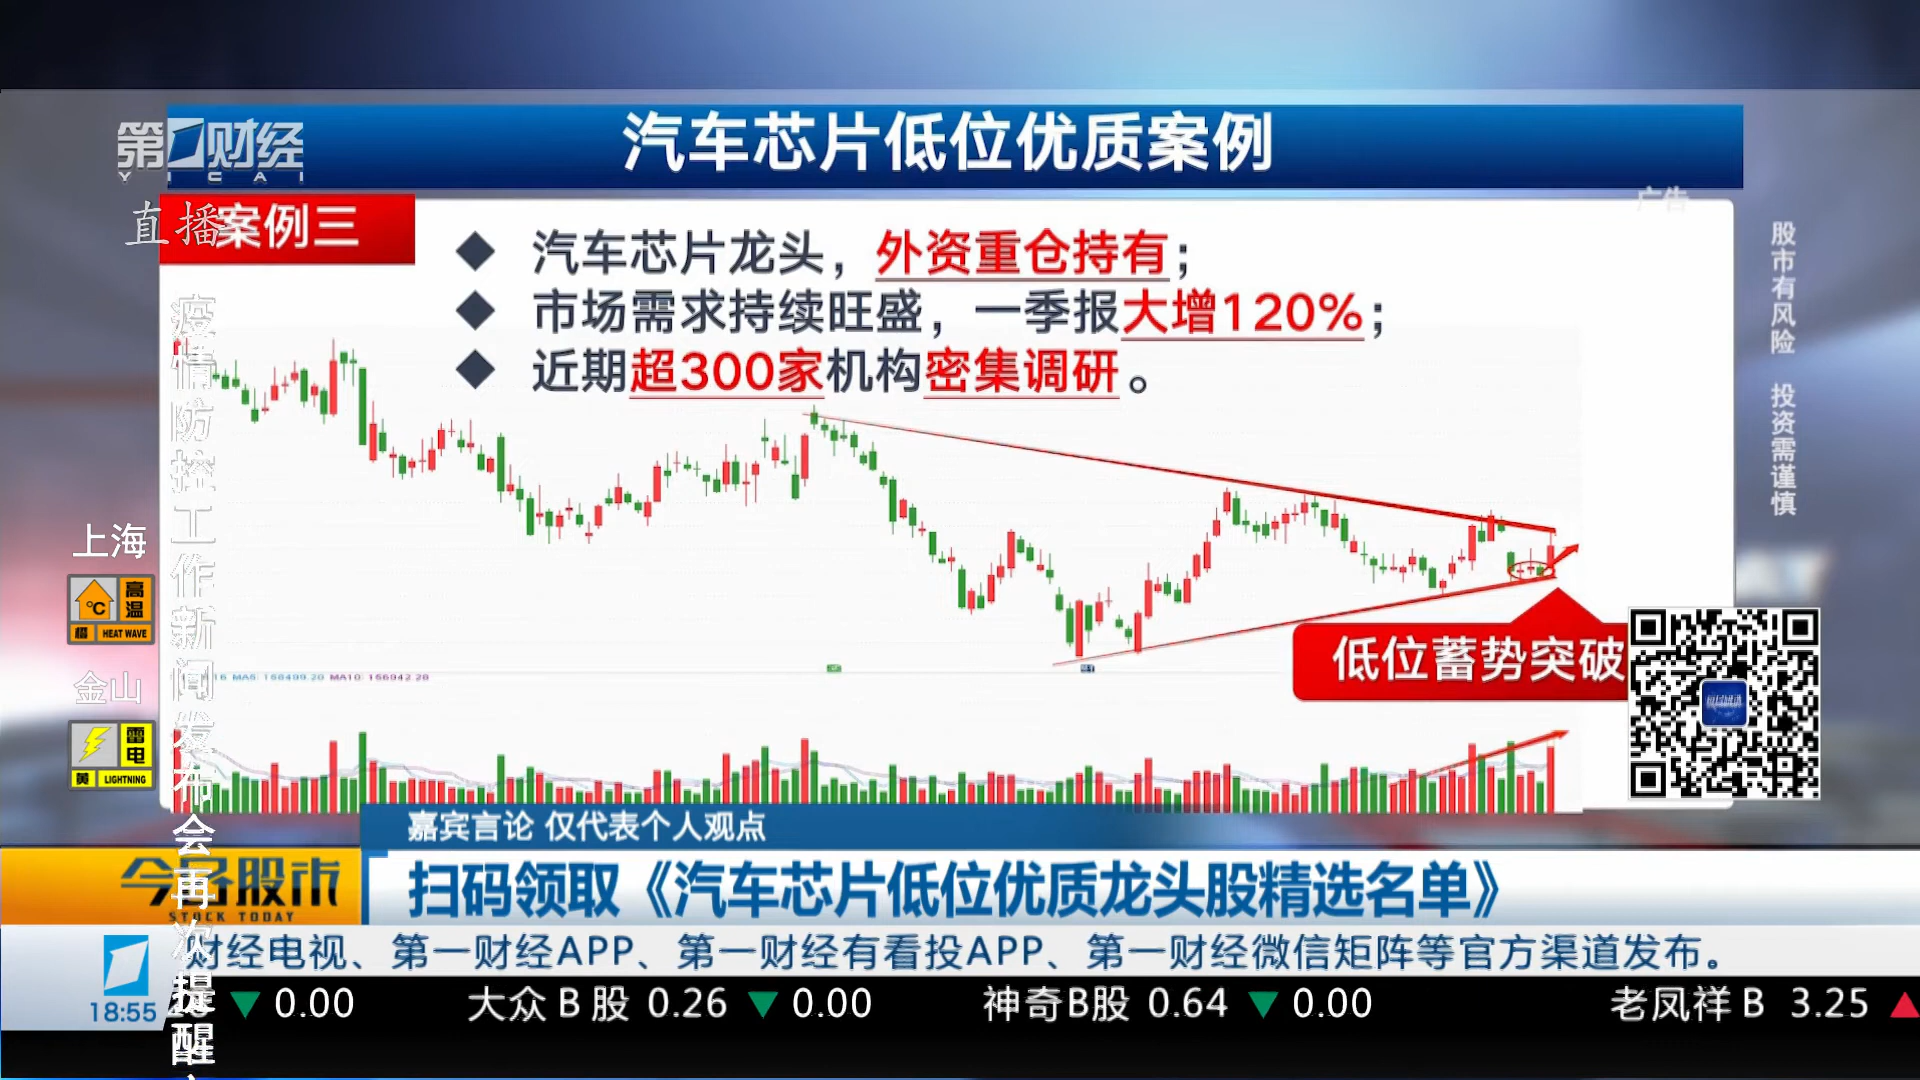 汽车芯片低位优质案例
第一财经
YICAI
直播
广告
案例三
◆ 汽车芯片龙头，外资重仓持有；
◆ 市场需求持续旺盛，一季报大增120%；
◆ 近期超300家机构密集调研。
股市有风险 投资需谨慎
疫情防控工作新闻发布会再次提醒
上海
℃
高温
橙 HEAT WAVE
金山
雷电
黄 LIGHTNING
MA5: 166499.20 MA10: 156942.28
低位蓄势突破
嘉宾言论 仅代表个人观点
今日股市
STOCK TODAY
扫码领取《汽车芯片低位优质龙头股精选名单》
财经电视、第一财经APP、第一财经有看投APP、第一财经微信矩阵等官方渠道发布。
18:55
▼ 0.00 大众B股 0.26 ▼ 0.00 神奇B股 0.64 ▼ 0.00 老凤祥B 3.25 ▲